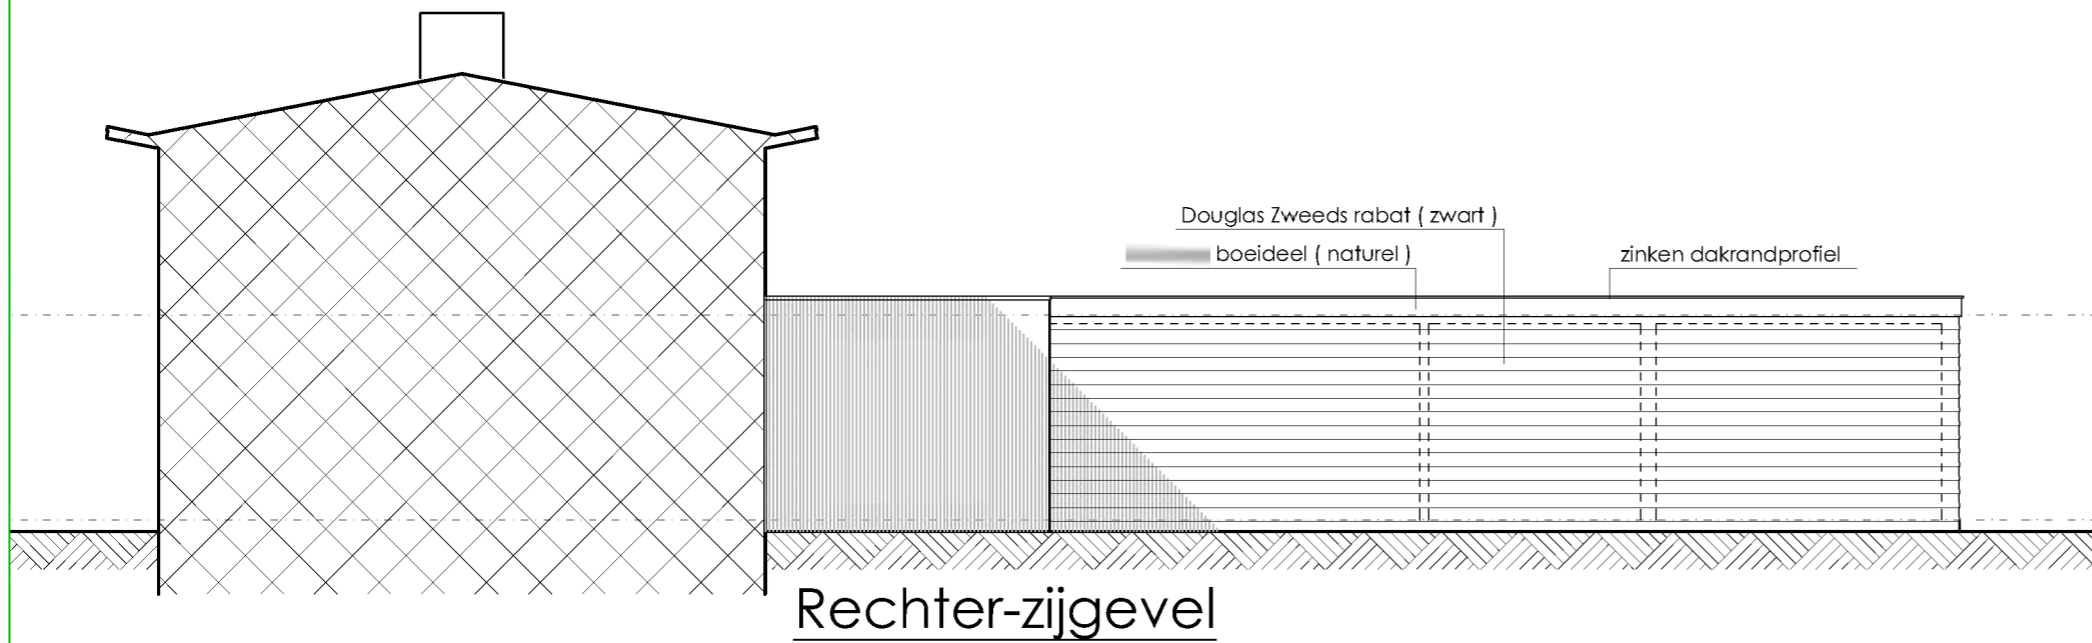 Douglas Zweeds rabat ( zwart )
boeideel ( naturel )
zinken dakrandprofiel
Rechter-zijgevel